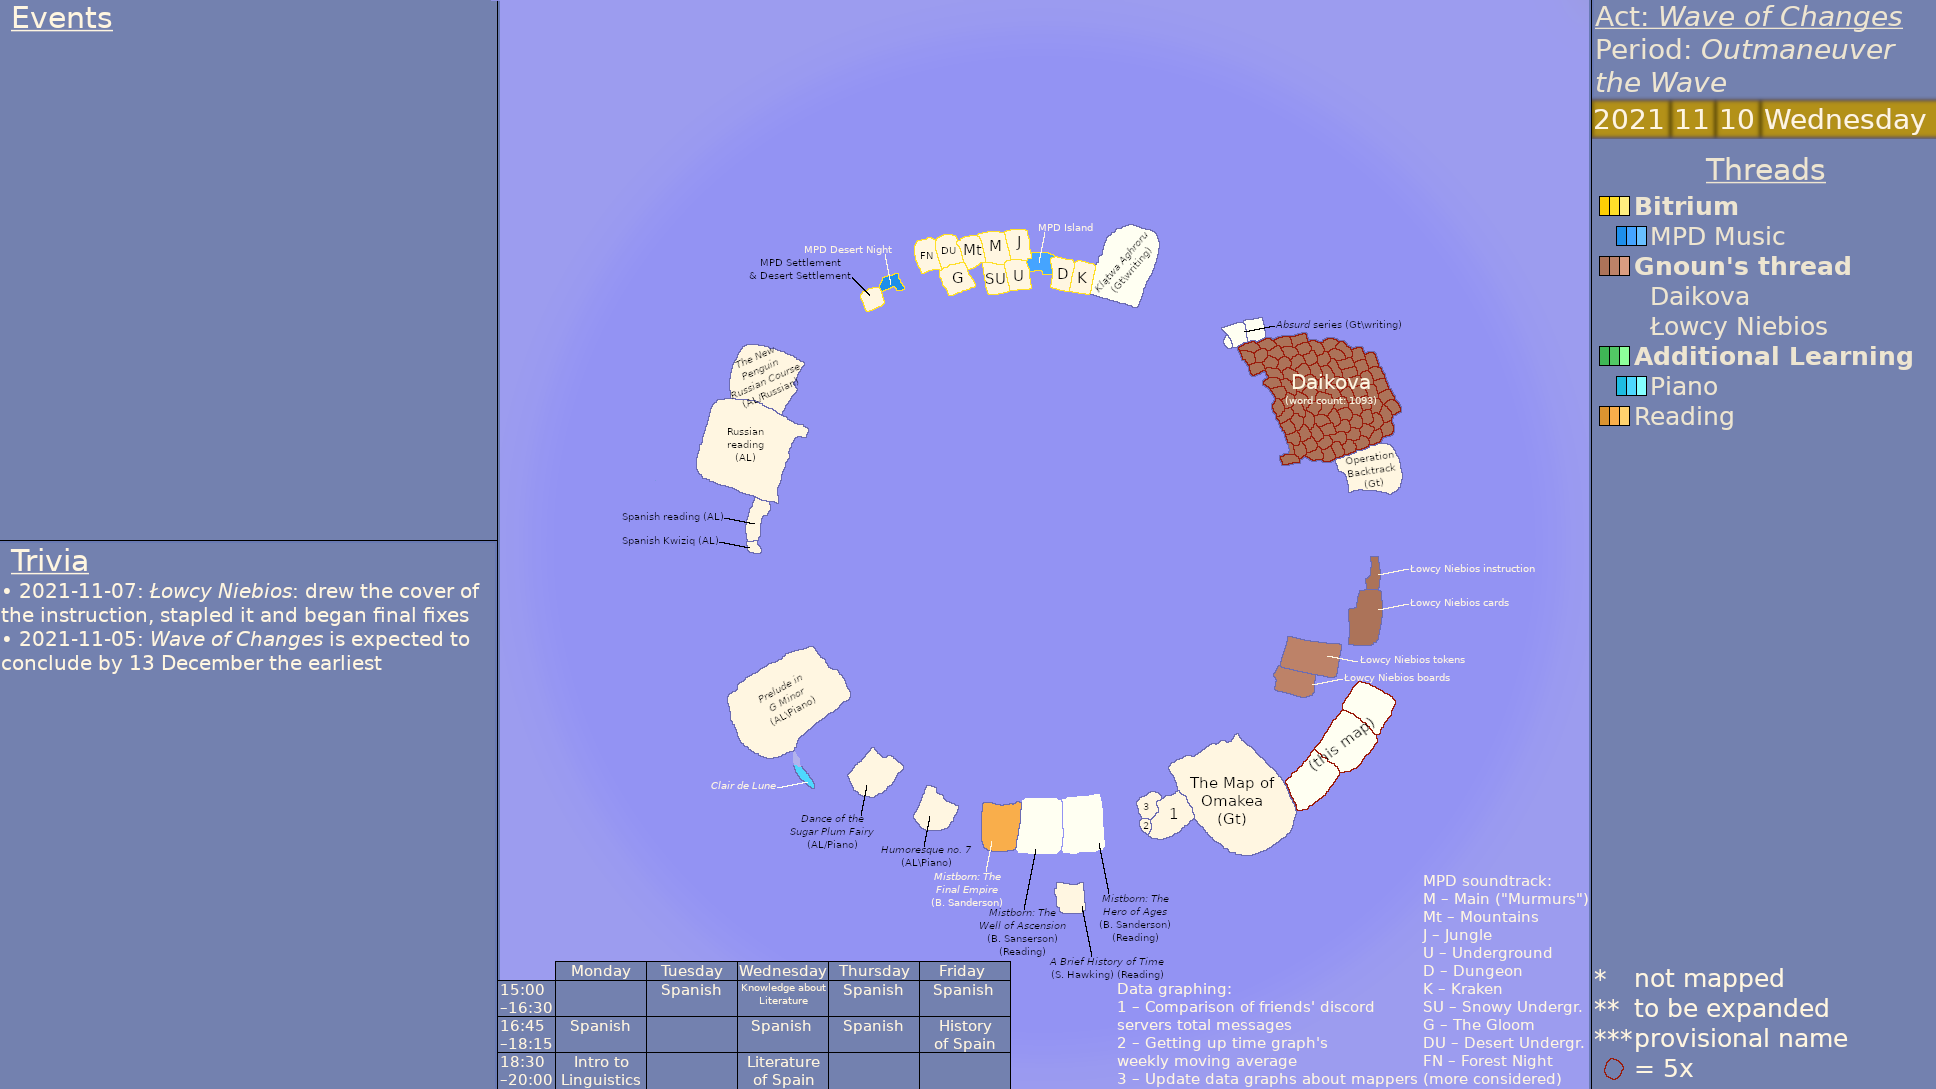 Events
Trivia
• 2021-11-07: Łowcy Niebios: drew the cover of
the instruction, stapled it and began final fixes
• 2021-11-05: Wave of Changes is expected to
conclude by 13 December the earliest
MPD Desert Night
MPD Settlement
& Desert Settlement
FN
DU
Mt
M
J
G
SU
U
MPD Island
D
K
Klątwa Aghroru
(Gt\writing)
Absurd series (Gt\writing)
Daikova
(word count: 1093)
Operation
Backtrack
(Gt)
The New
Penguin
Russian Course
(AL/Russian)
Russian
reading
(AL)
Spanish reading (AL)
Spanish Kwiziq (AL)
Łowcy Niebios instruction
Łowcy Niebios cards
Łowcy Niebios tokens
Łowcy Niebios boards
(this map)
The Map of
Omakea
(Gt)
3
1
2
Prelude in
G Minor
(AL\Piano)
Clair de Lune
Dance of the
Sugar Plum Fairy
(AL/Piano)
Humoresque no. 7
(AL\Piano)
Mistborn: The
Final Empire
(B. Sanderson)
Mistborn: The
Well of Ascension
(B. Sanserson)
(Reading)
Mistborn: The
Hero of Ages
(B. Sanderson)
(Reading)
A Brief History of Time
(S. Hawking) (Reading)
Monday Tuesday Wednesday Thursday Friday
15:00
–16:30
Spanish
Knowledge about
Literature
Spanish
Spanish
16:45
–18:15
Spanish
Spanish
Spanish
History
of Spain
18:30
–20:00
Intro to
Linguistics
Literature
of Spain
Data graphing:
1 – Comparison of friends' discord
servers total messages
2 – Getting up time graph's
weekly moving average
3 – Update data graphs about mappers
MPD soundtrack:
M – Main ("Murmurs")
Mt – Mountains
J – Jungle
U – Underground
D – Dungeon
K – Kraken
SU – Snowy Undergr.
G – The Gloom
DU – Desert Undergr.
FN – Forest Night
(more considered)
Act: Wave of Changes
Period: Outmaneuver
the Wave
2021 11 10 Wednesday
Threads
Bitrium
MPD Music
Gnoun's thread
Daikova
Łowcy Niebios
Additional Learning
Piano
Reading
* not mapped
** to be expanded
*** provisional name
= 5x